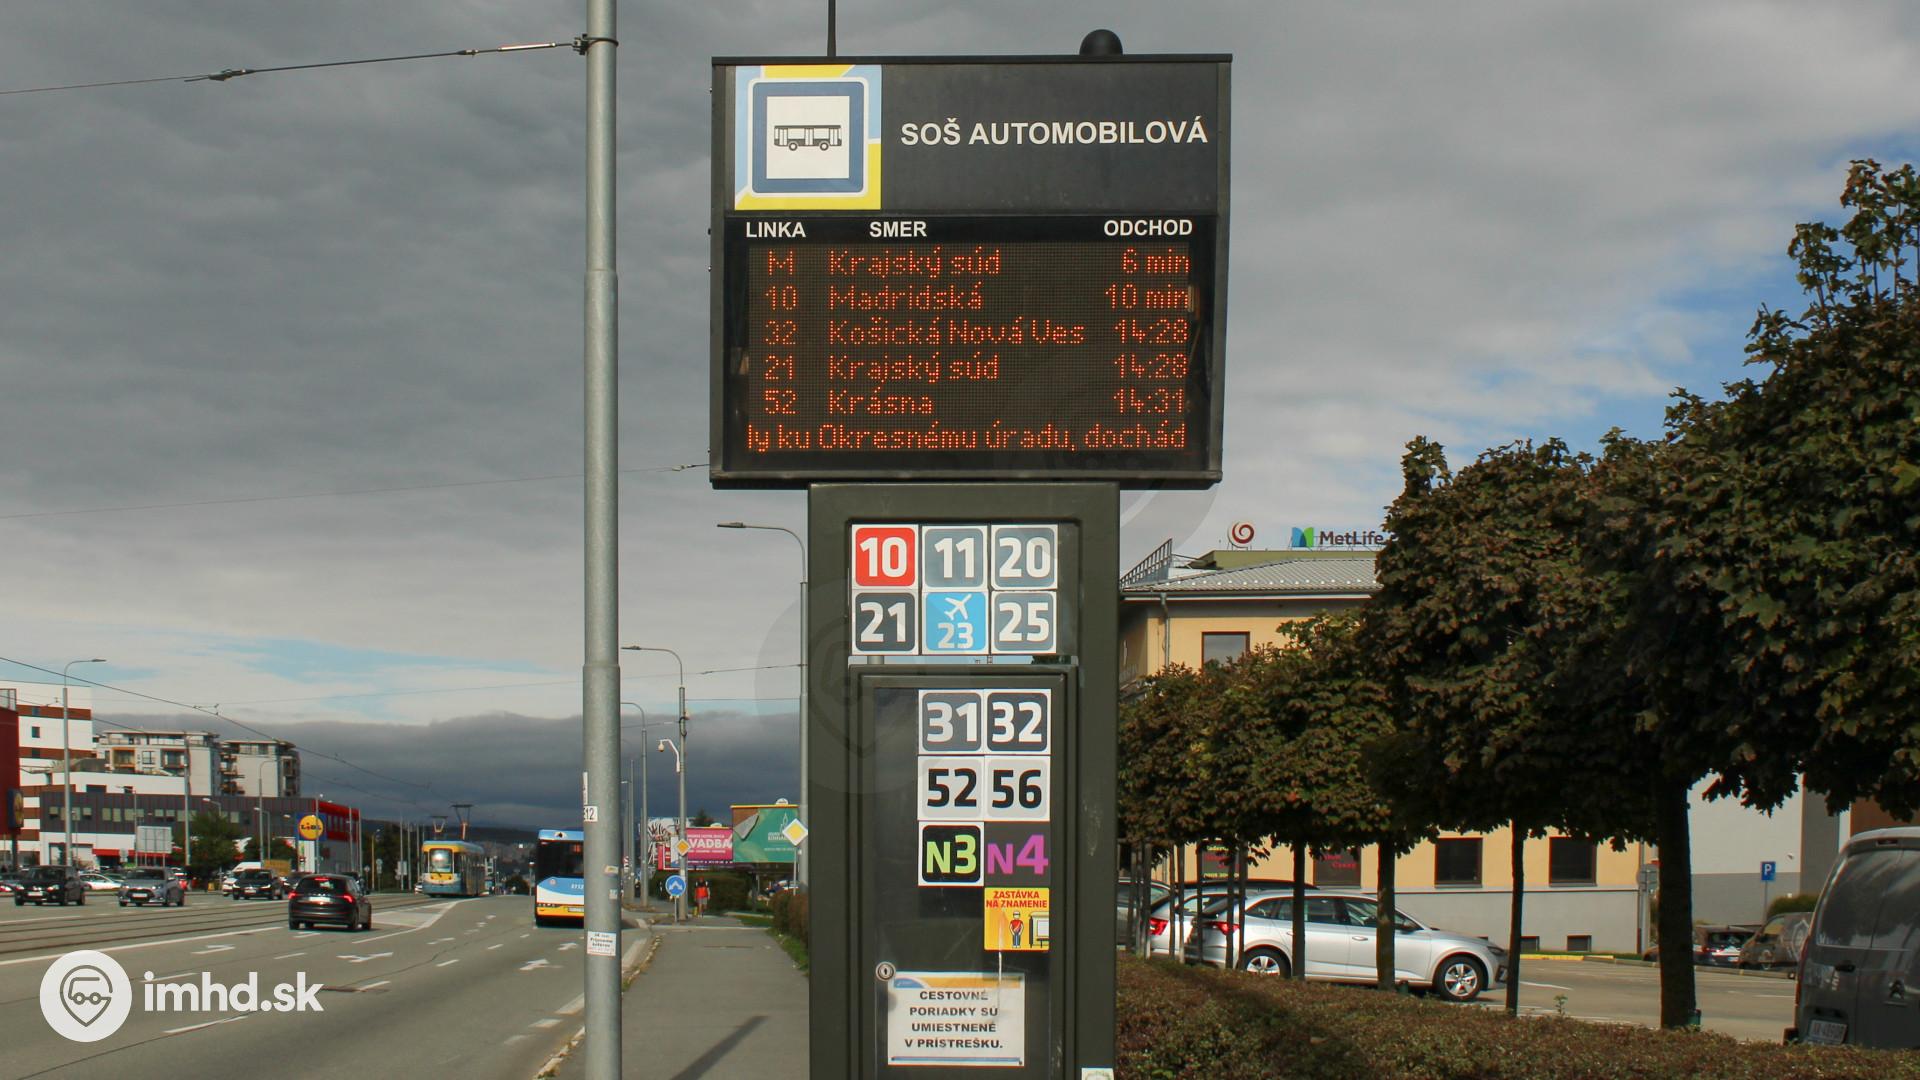 SOŠ AUTOMOBILOVÁ
LINKA SMER ODCHOD
M Krajský súd 6 min
10 Madridská 10 min
32 Košická Nová Ves 14:28
21 Krajský súd 14:28
52 Krásna 14:31
ly ku Okresnému úradu, dochád
10 11 20
21 23 25
31 32
52 56
N3 N4
ZASTÁVKA
NA ZNAMENIE
CESTOVNÉ
PORIADKY SÚ
UMIESTNENÉ
V PRÍSTREŠKU.
MetLife
LIDL
SVADBA
P
imhd.sk